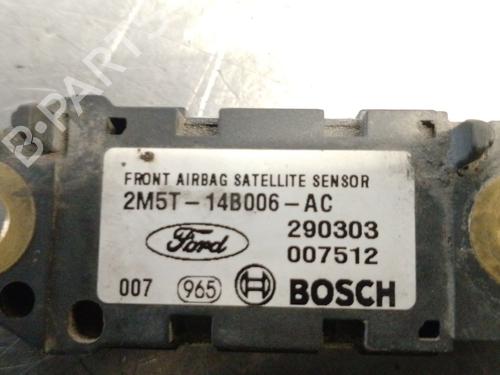 B-PARTS
FRONT AIRBAG SATELLITE SENSOR
2M5T-14B006-AC
Ford
290303
007512
007 965 BOSCH